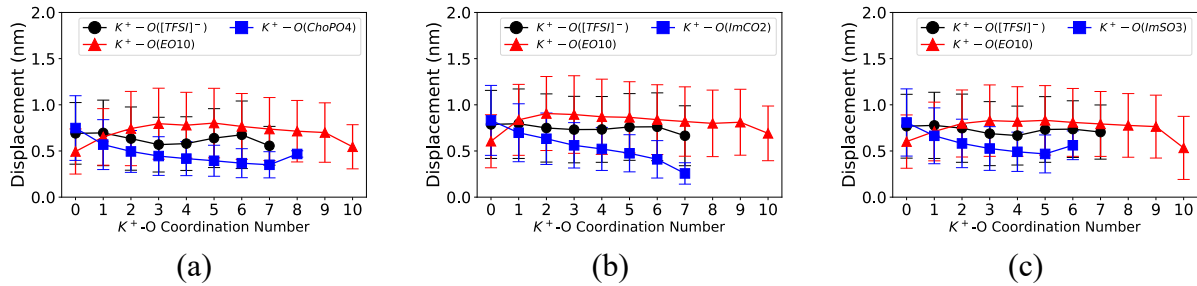 2.0
1.5
1.0
0.5
0.0
Displacement (nm)
K⁺ − O([TFSI]⁻)
K⁺ − O(EO10)
K⁺ − O(ChoPO4)
0 1 2 3 4 5 6 7 8 9 10
K⁺-O Coordination Number
(a)
2.0
1.5
1.0
0.5
0.0
Displacement (nm)
K⁺ − O([TFSI]⁻)
K⁺ − O(EO10)
K⁺ − O(ImCO2)
0 1 2 3 4 5 6 7 8 9 10
K⁺-O Coordination Number
(b)
2.0
1.5
1.0
0.5
0.0
Displacement (nm)
K⁺ − O([TFSI]⁻)
K⁺ − O(EO10)
K⁺ − O(ImSO3)
0 1 2 3 4 5 6 7 8 9 10
K⁺-O Coordination Number
(c)